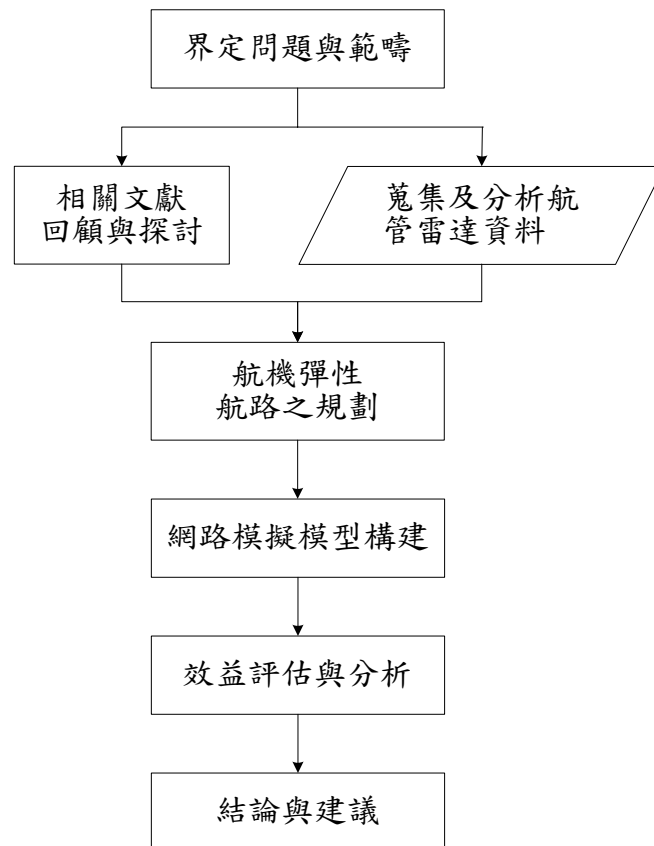 界定問題與範疇
相關文獻
回顧與探討
蒐集及分析航
管雷達資料
航機彈性
航路之規劃
網路模擬模型構建
效益評估與分析
結論與建議